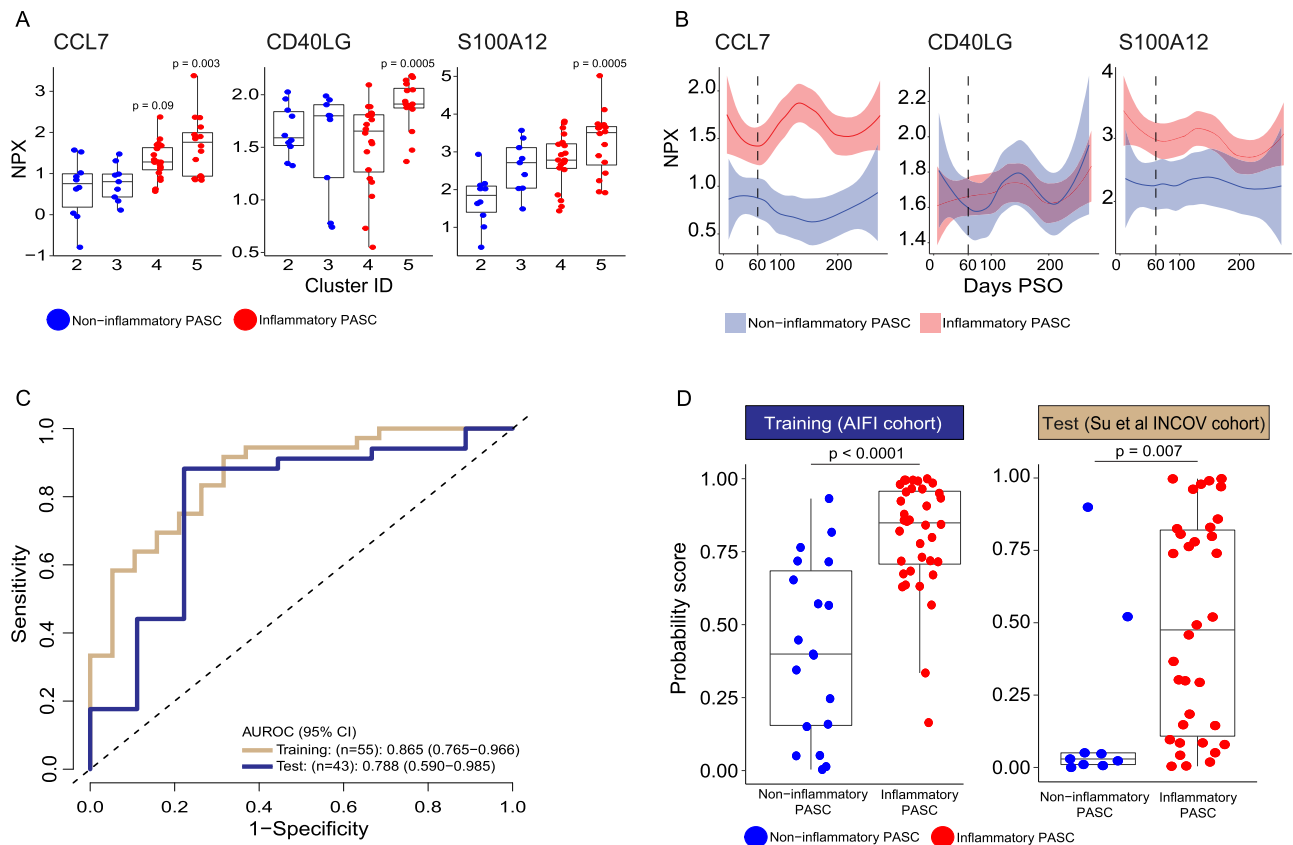 A
CCL7
CD40LG
S100A12
p = 0.003
p = 0.09
p = 0.0005
p = 0.0005
NPX
3
2
1
0
−1
2.0
1.5
1.0
0.5
5
4
3
2
1
2 3 4 5
2 3 4 5
2 3 4 5
Cluster ID
Non−inflammatory PASC
Inflammatory PASC
B
CCL7
CD40LG
S100A12
NPX
2.0
1.5
1.0
0.5
2.2
2.0
1.8
1.6
1.4
4
3
2
0 60 100 200
0 60 100 200
0 60 100 200
Days PSO
Non−inflammatory PASC
Inflammatory PASC
C
Sensitivity
1.0
0.8
0.6
0.4
0.2
0.0
AUROC (95% CI)
Training: (n=55): 0.865 (0.765−0.966)
Test: (n=43): 0.788 (0.590−0.985)
0.0 0.2 0.4 0.6 0.8 1.0
1−Specificity
D
Training (AIFI cohort)
Test (Su et al INCOV cohort)
p < 0.0001
p = 0.007
Probability score
1.00
0.75
0.50
0.25
0.00
1.00
0.75
0.50
0.25
0.00
Non−inflammatory
PASC
Inflammatory
PASC
Non−inflammatory
PASC
Inflammatory
PASC
Non−inflammatory PASC
Inflammatory PASC